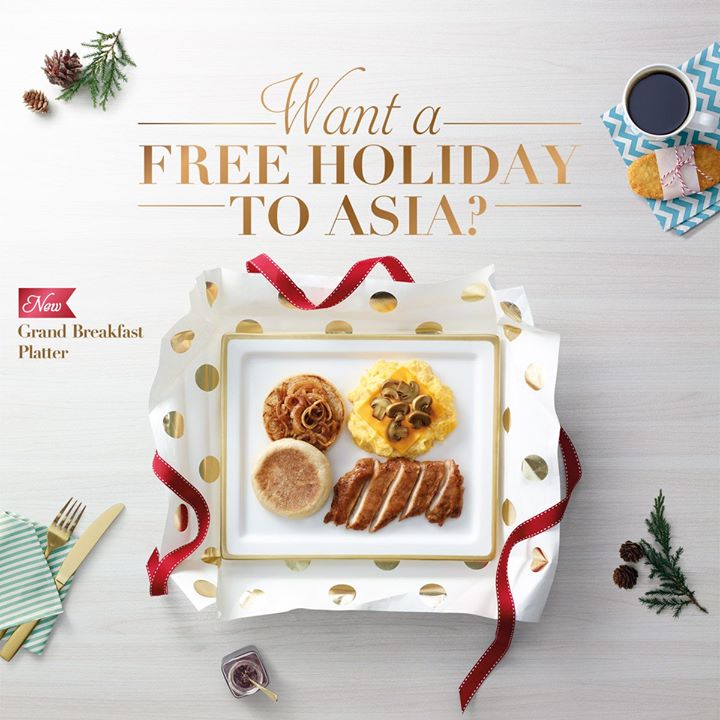 Want a
FREE HOLIDAY
TO ASIA?
New
Grand Breakfast
Platter